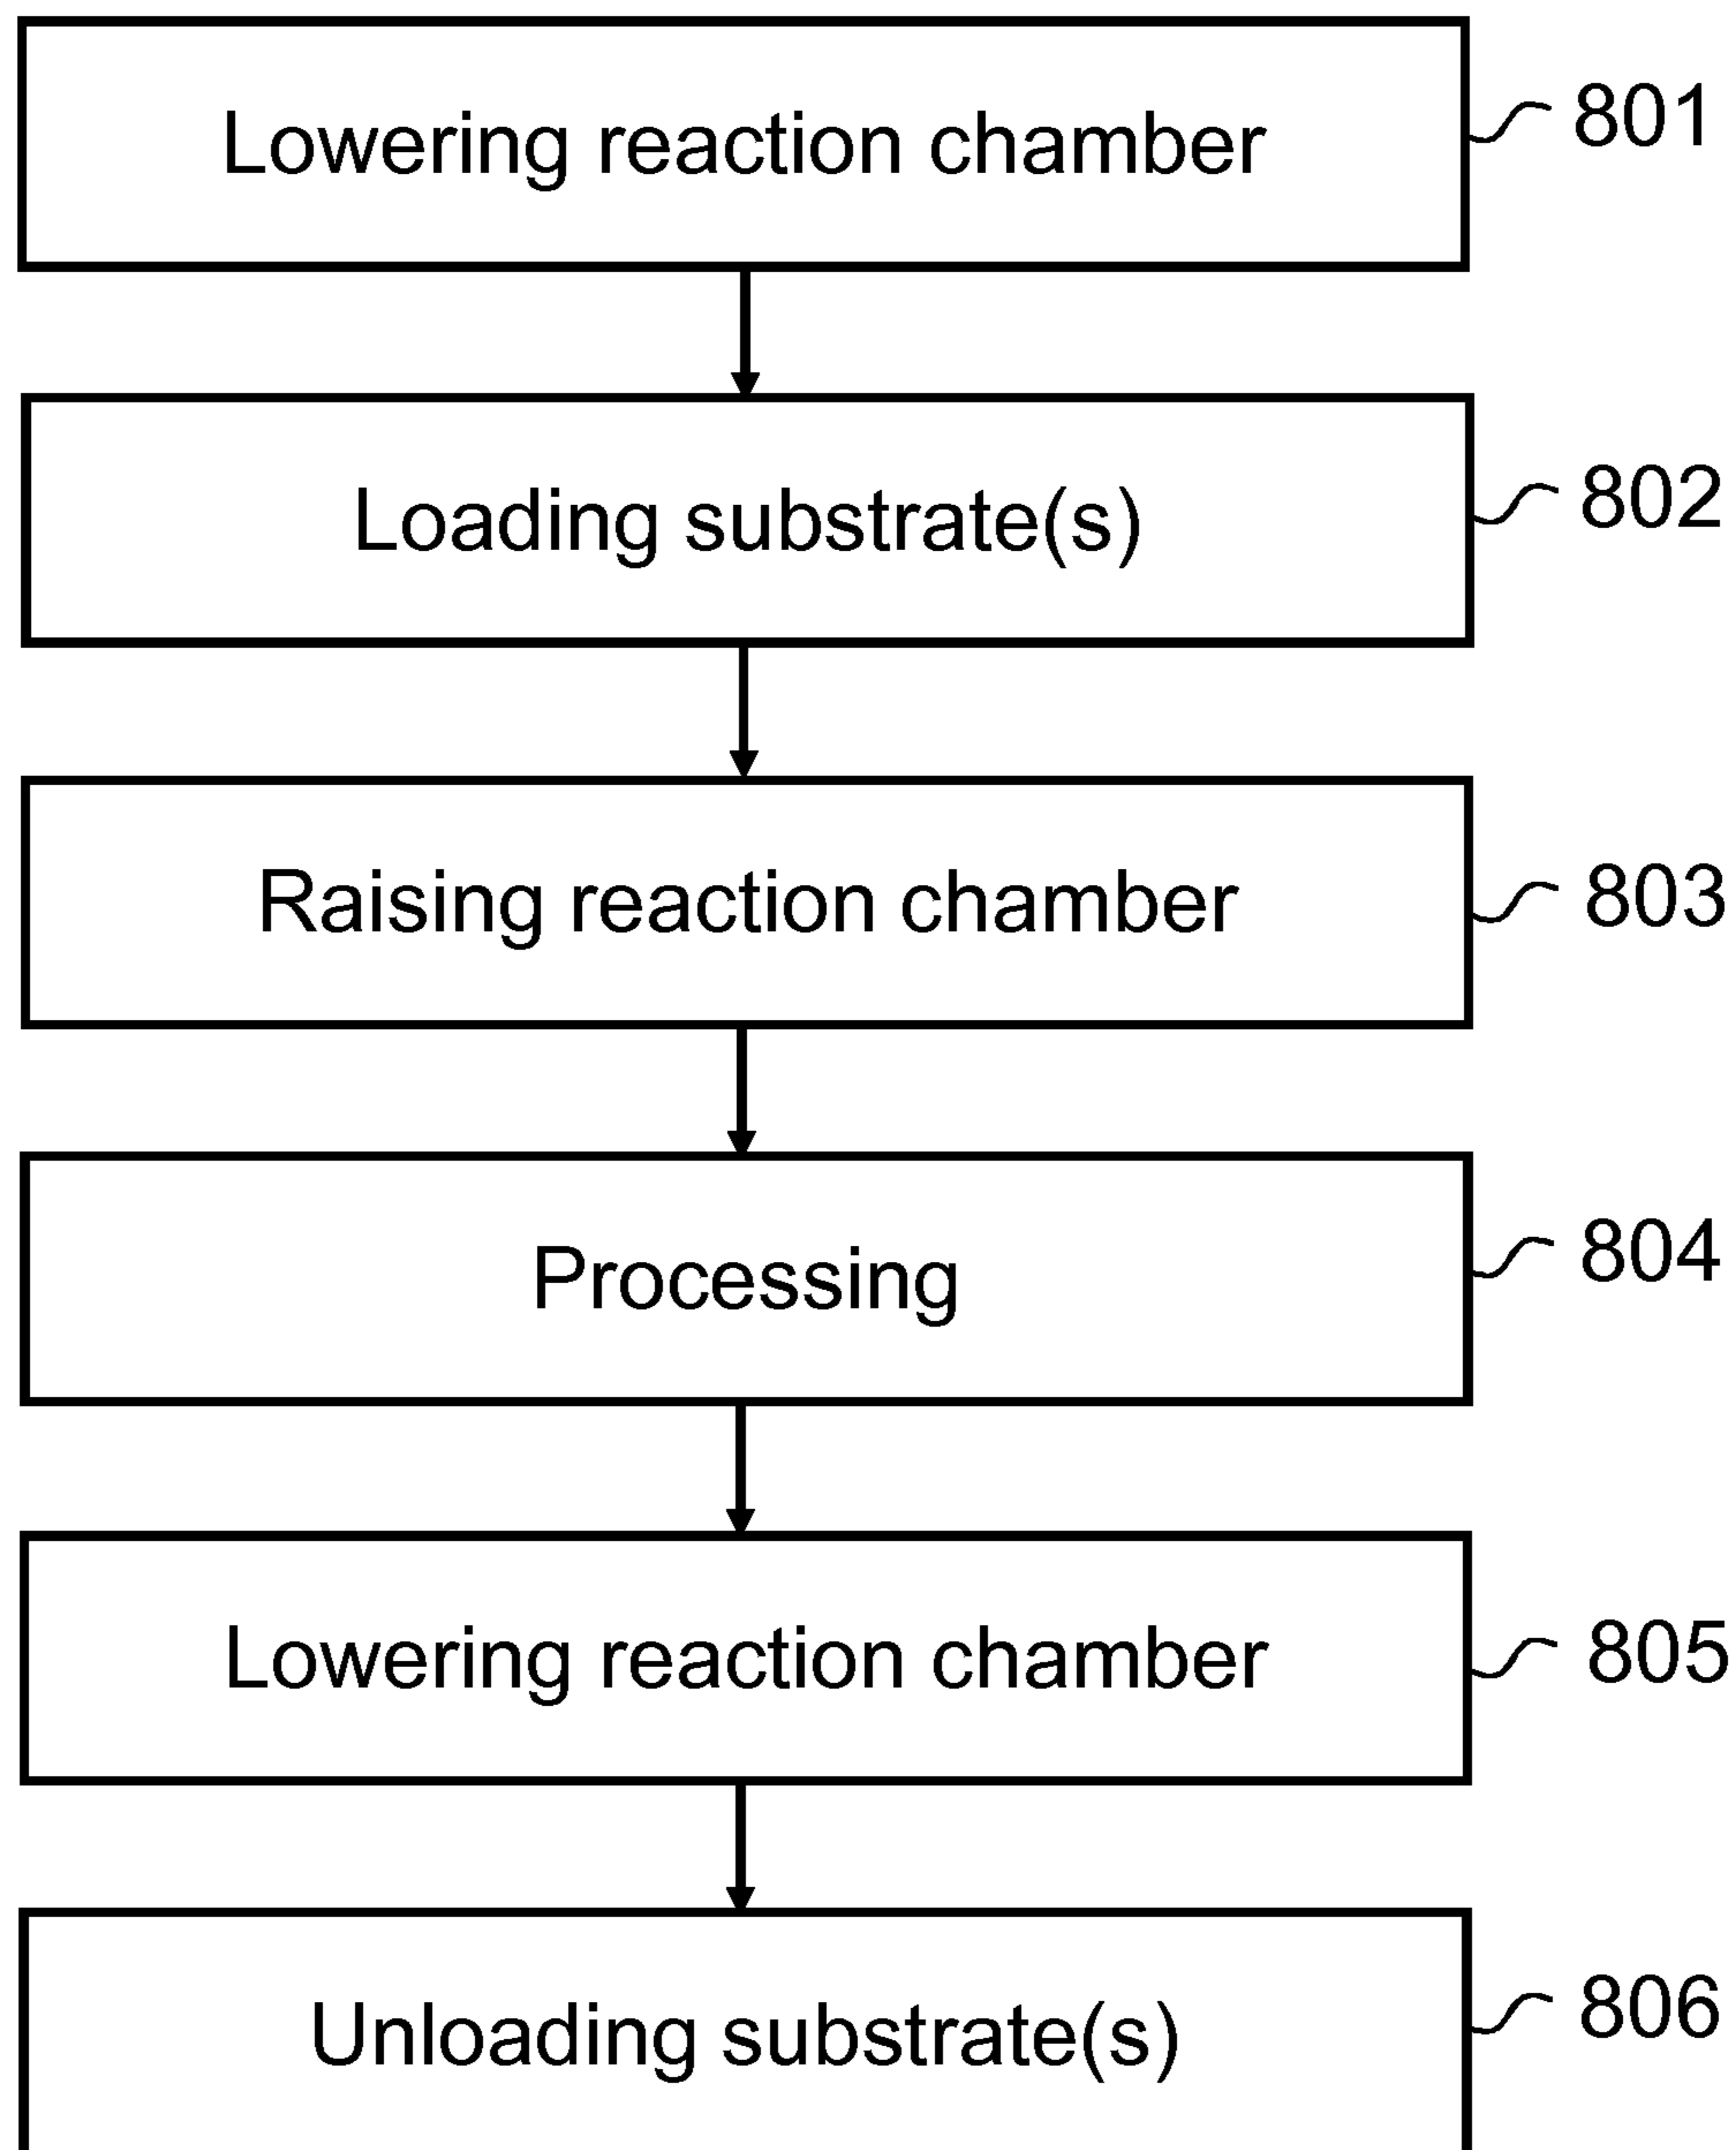 Lowering reaction chamber 801
Loading substrate(s) 802
Raising reaction chamber 803
Processing 804
Lowering reaction chamber 805
Unloading substrate(s) 806